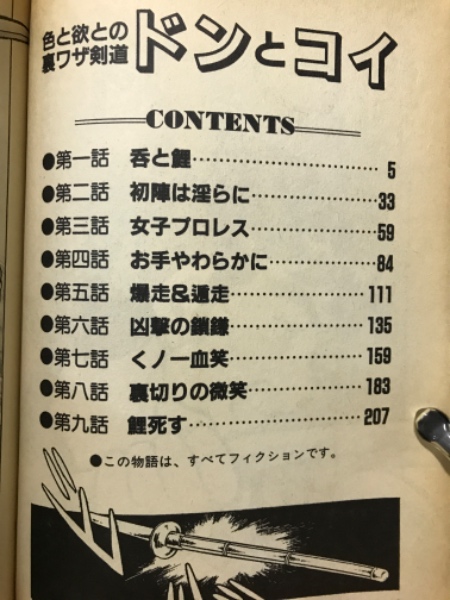 色と欲との
裏ワザ剣道
ドンとコイ
CONTENTS
●第一話 呑と鯉…………………………5
●第二話 初陣は淫らに…………………33
●第三話 女子プロレス…………………59
●第四話 お手やわらかに………………84
●第五話 爆走&遁走……………………111
●第六話 凶撃の鎖鎌……………………135
●第七話 くノ一血笑……………………159
●第八話 裏切りの微笑…………………183
●第九話 鯉死す…………………………207
●この物語は、すべてフィクションです。